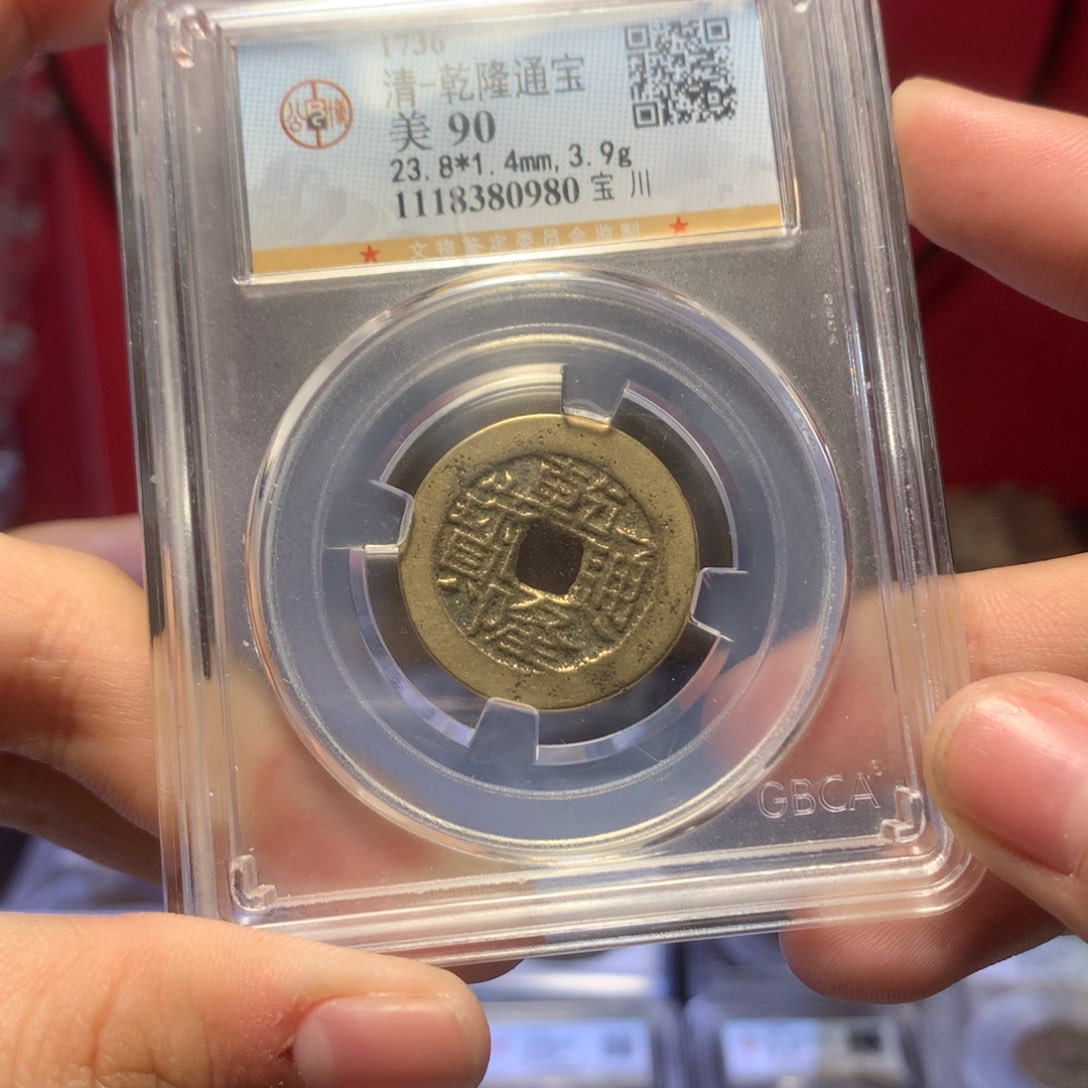 1736
清-乾隆通宝
美 90
23.8*1.4mm,3.9g
1118380980 宝 川
文物鉴定委员会监制
乾隆通寳
GBCA